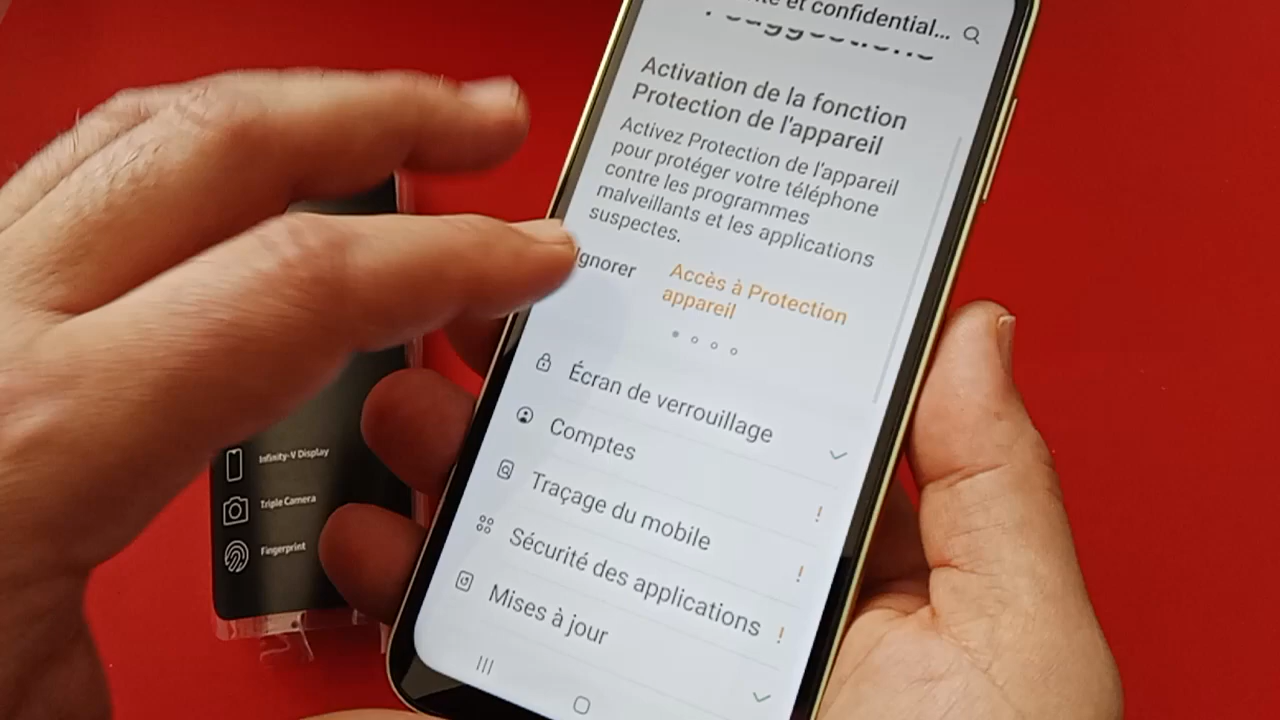 et confidential...
Activation de la fonction
Protection de l'appareil
Activez Protection de l'appareil
pour protéger votre téléphone
contre les programmes
malveillants et les applications
suspectes.
Ignorer
Accès à Protection
appareil
Écran de verrouillage
Comptes
Traçage du mobile
Sécurité des applications
Mises à jour
Infinity-V Display
Triple Camera
Fingerprint